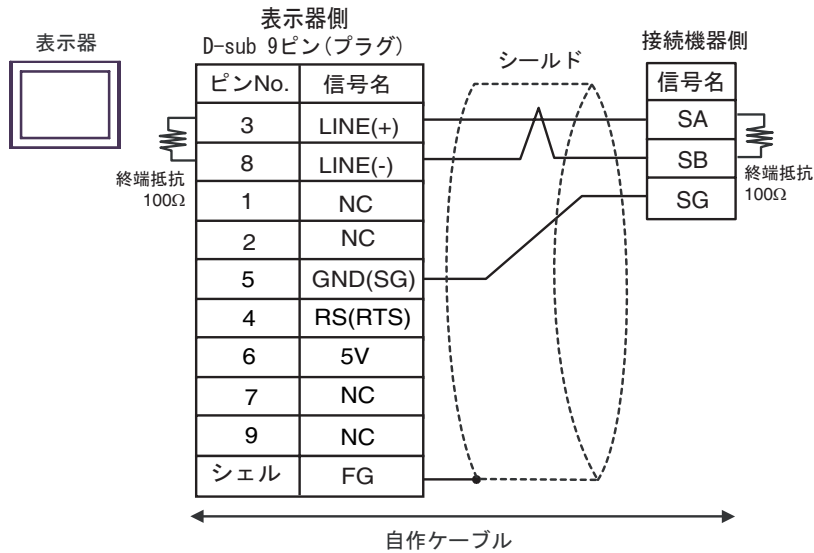 表示器
表示器側
D-sub 9ピン(プラグ)
シールド
接続機器側
ピンNo. 信号名
信号名
3 LINE(+)
SA
8 LINE(-)
SB
1 NC
SG
2 NC
5 GND(SG)
4 RS(RTS)
6 5V
7 NC
9 NC
シェル FG
終端抵抗
100Ω
終端抵抗
100Ω
自作ケーブル